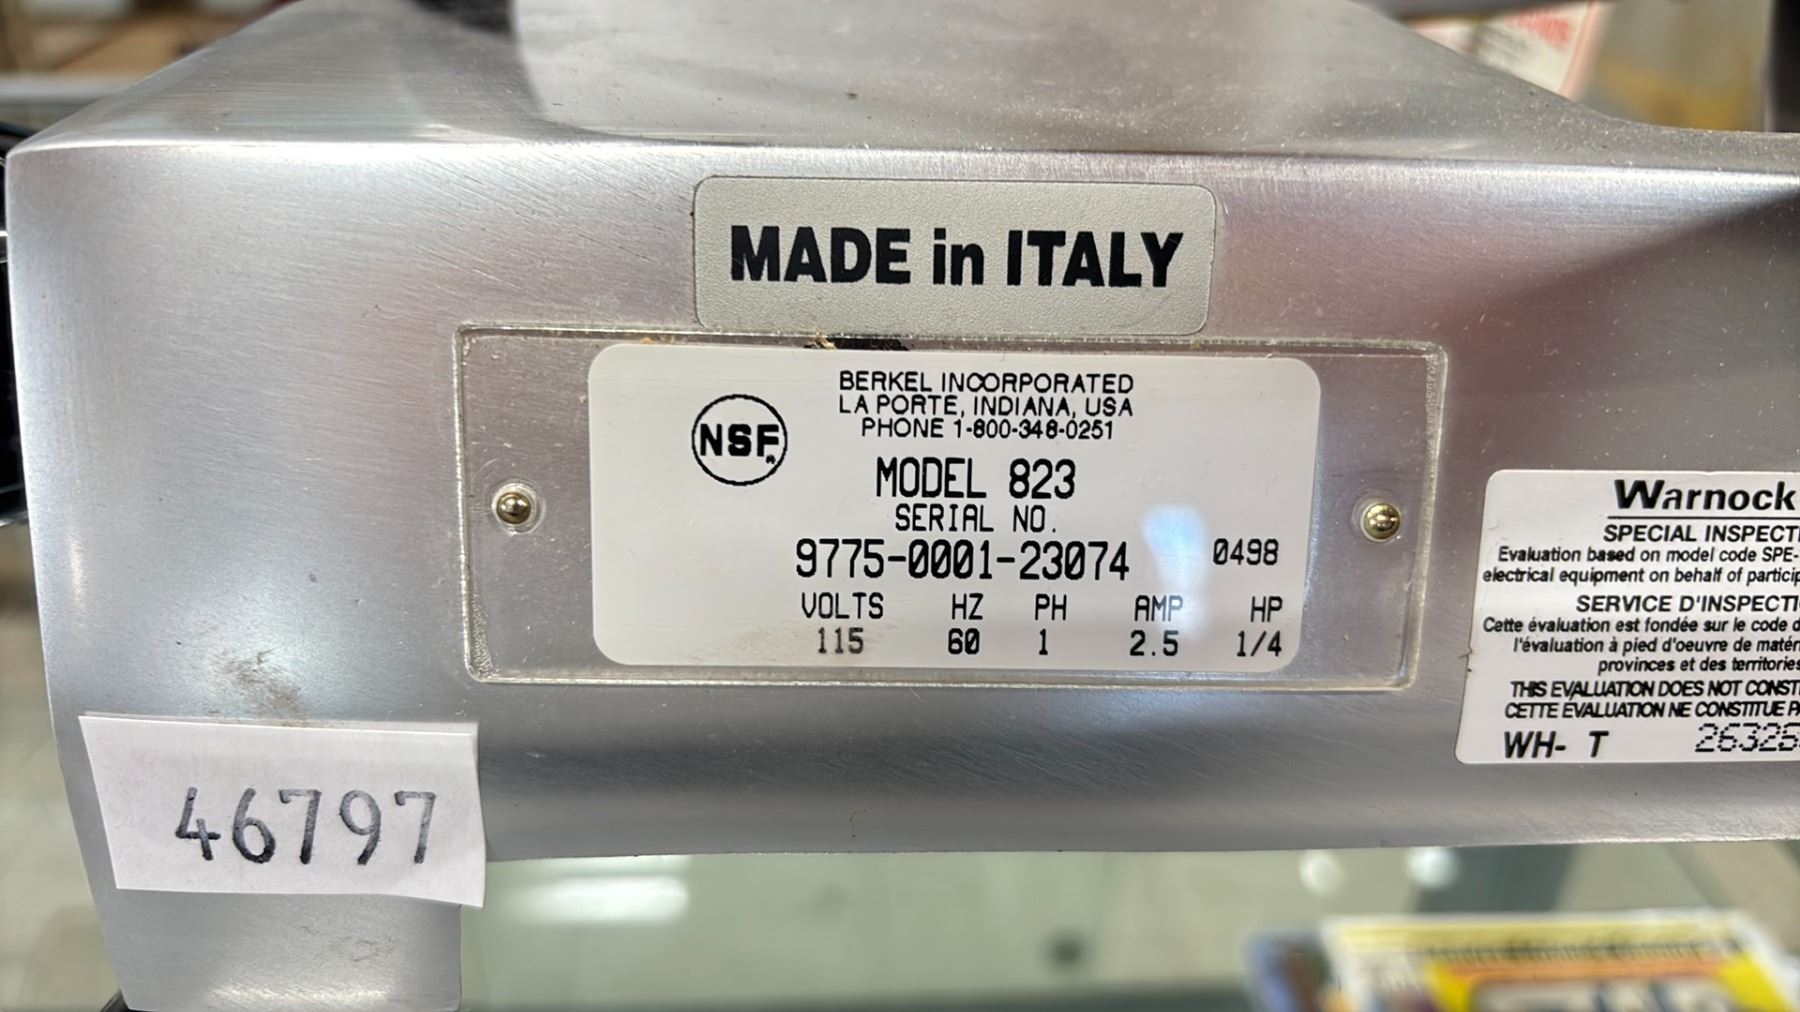 MADE in ITALY
NSF®
BERKEL INCORPORATED
LA PORTE, INDIANA, USA
PHONE 1-800-348-0251
MODEL 823
SERIAL NO.
9775-0001-23074 0498
VOLTS HZ PH AMP HP
115 60 1 2.5 1/4
Warnock
SPECIAL INSPECTI
Evaluation based on model code SPE-
electrical equipment on behalf of particip
SERVICE D'INSPECTI
Cette évaluation est fondée sur le code d
l'évaluation à pied d'oeuvre de matér
provinces et des territories
THIS EVALUATION DOES NOT CONSTI
CETTE EVALUATION NE CONSTITUE P
WH- T 26326
46797